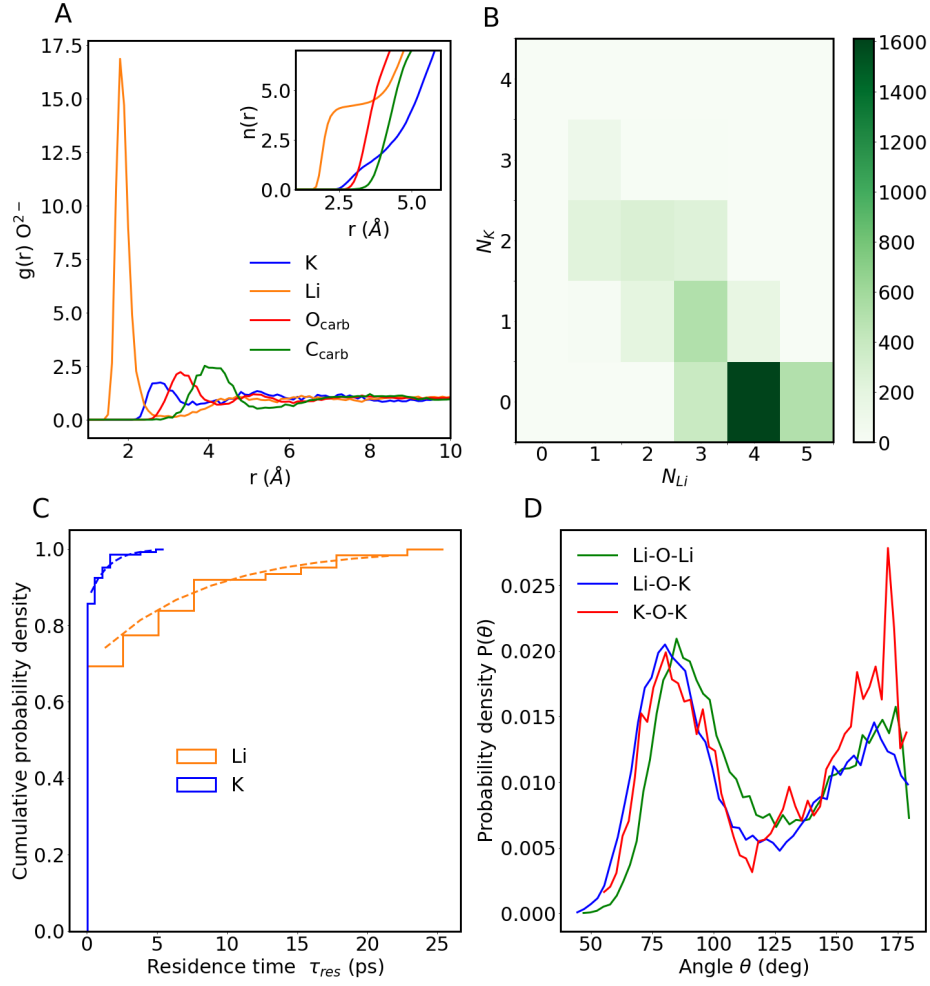 A
17.5
15.0
12.5
10.0
7.5
5.0
2.5
0.0
g(r) O²⁻
2
4
6
8
10
r (Å)
5.0
2.5
0.0
n(r)
2.5
5.0
r (Å)
K
Li
O_carb
C_carb
B
4
3
2
1
0
N_K
0
1
2
3
4
5
N_Li
1600
1400
1200
1000
800
600
400
200
0
C
1.0
0.8
0.6
0.4
0.2
0.0
Cumulative probability density
Li
K
0
5
10
15
20
25
Residence time τ_res (ps)
D
0.025
0.020
0.015
0.010
0.005
0.000
Probability density P(θ)
Li-O-Li
Li-O-K
K-O-K
50
75
100
125
150
175
Angle θ (deg)